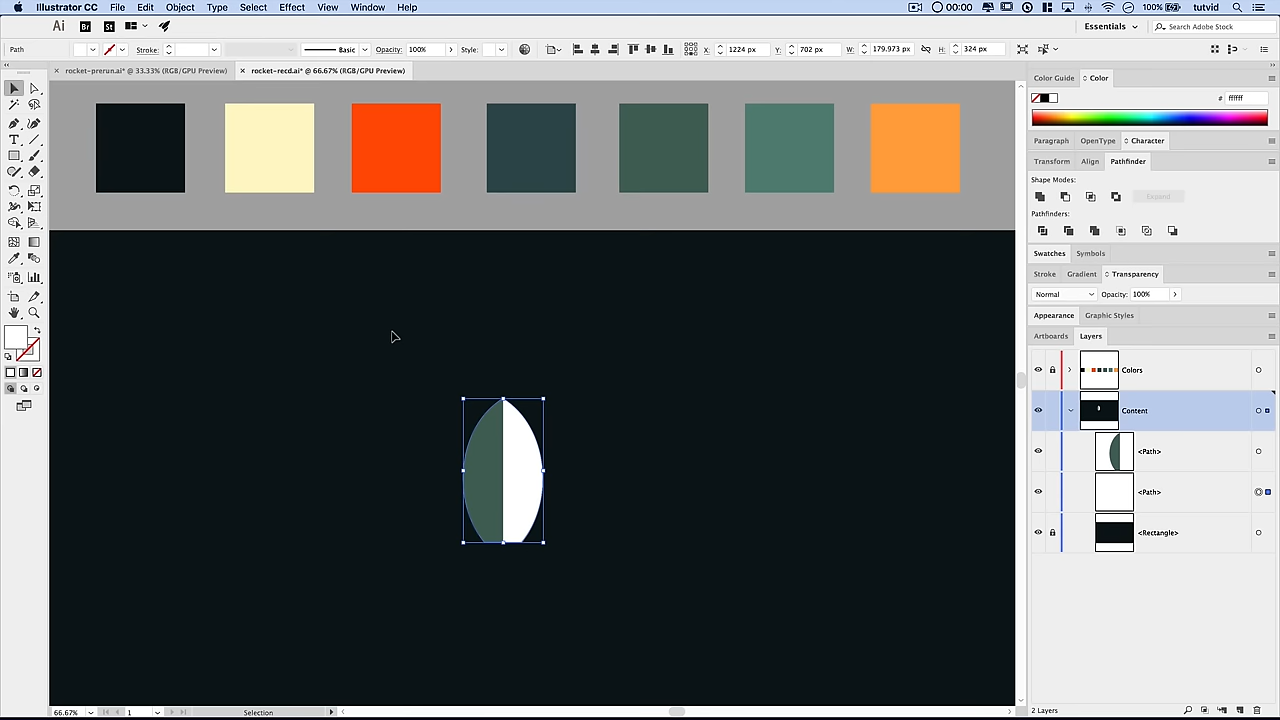 Illustrator CC File Edit Object Type Select Effect View Window Help 00:00 100% tutvid
Ai Br St Essentials Search Adobe Stock
Path Stroke: Basic Opacity: 100% Style: X: 1224 px Y: 702 px W: 179.973 px H: 324 px
× rocket-prerun.ai* @ 33.33% (RGB/GPU Preview) × rocket-recd.ai* @ 66.67% (RGB/GPU Preview)
Color Guide Color
# ffffff
Paragraph OpenType Character
Transform Align Pathfinder
Shape Modes:
Expand
Pathfinders:
Swatches Symbols
Stroke Gradient Transparency
Normal Opacity: 100%
Appearance Graphic Styles
Artboards Layers
Colors
Content
<Path>
<Path>
<Rectangle>
66.67% 1 Selection 2 Layers